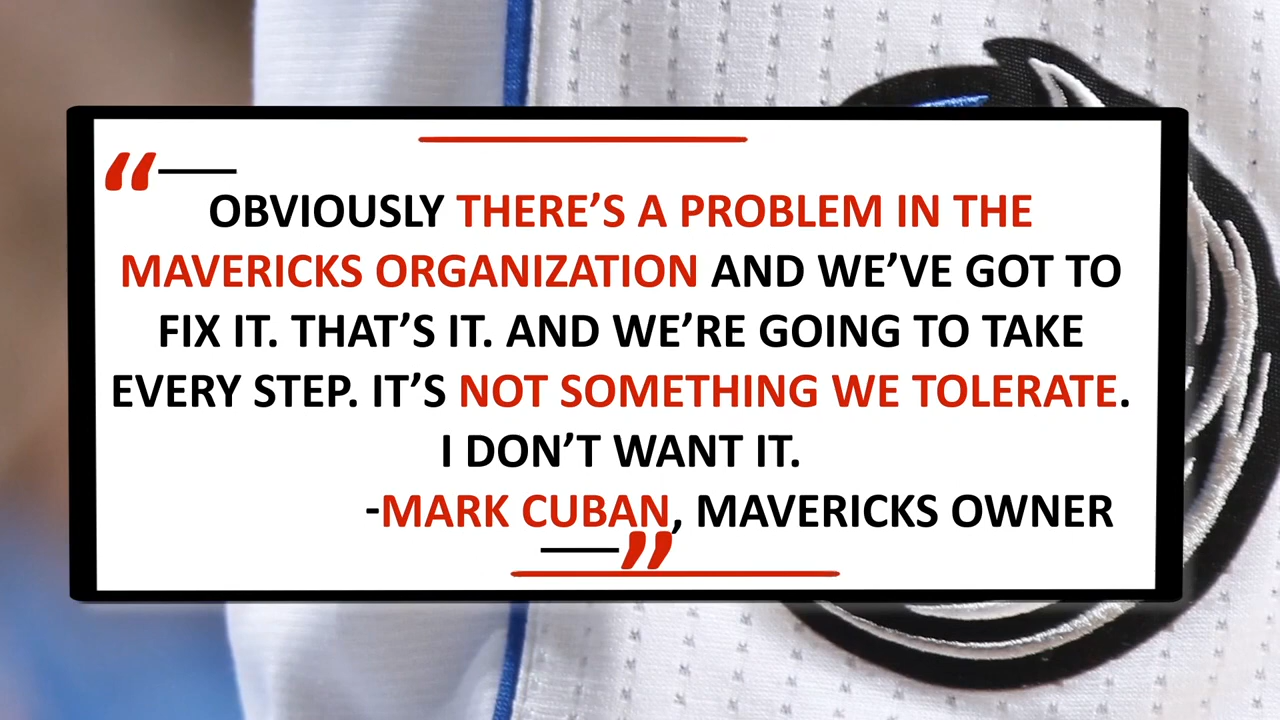 “
OBVIOUSLY THERE’S A PROBLEM IN THE
MAVERICKS ORGANIZATION AND WE’VE GOT TO
FIX IT. THAT’S IT. AND WE’RE GOING TO TAKE
EVERY STEP. IT’S NOT SOMETHING WE TOLERATE.
I DON’T WANT IT.
-MARK CUBAN, MAVERICKS OWNER
”